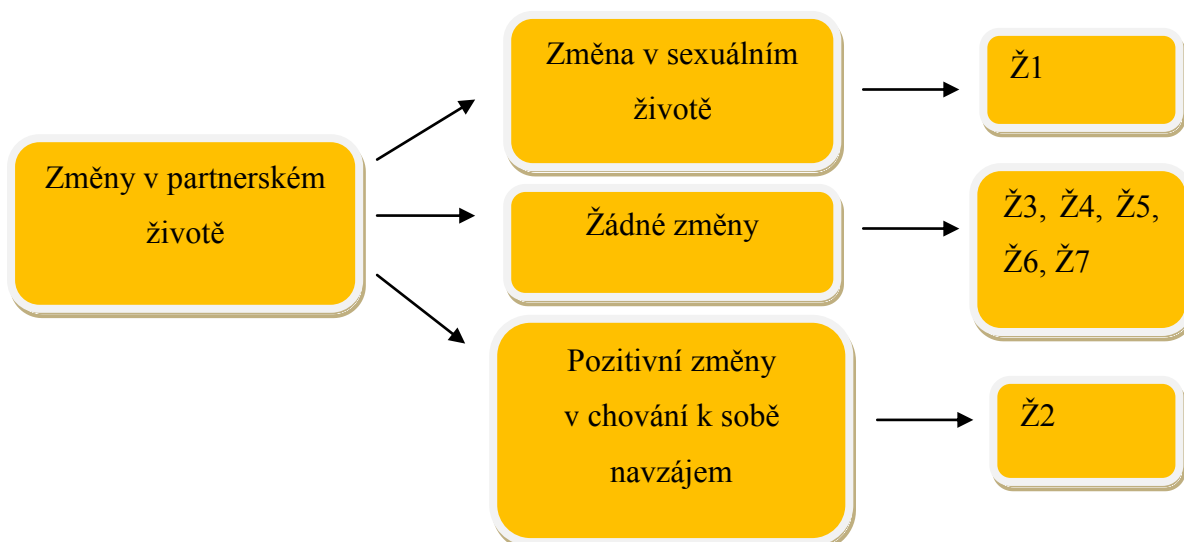 Změny v partnerském
životě
Změna v sexuálním
životě
Ž1
Žádné změny
Ž3, Ž4, Ž5,
Ž6, Ž7
Pozitivní změny
v chování k sobě
navzájem
Ž2